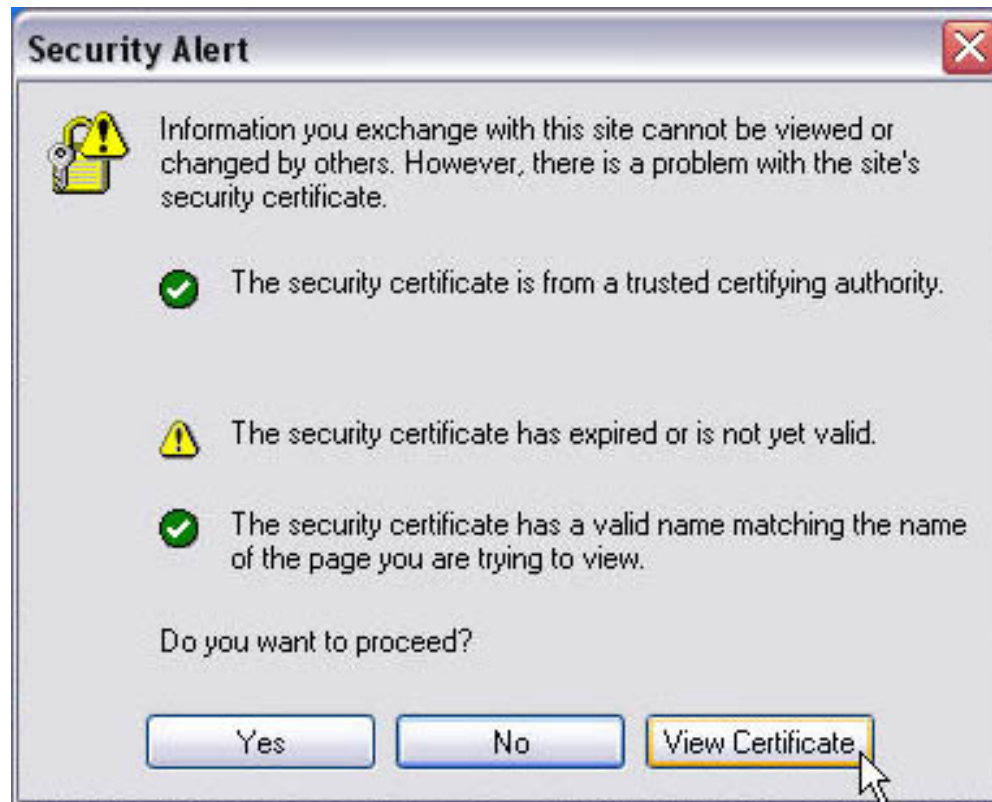 Security Alert
Information you exchange with this site cannot be viewed or
changed by others. However, there is a problem with the site's
security certificate.
The security certificate is from a trusted certifying authority.
The security certificate has expired or is not yet valid.
The security certificate has a valid name matching the name
of the page you are trying to view.
Do you want to proceed?
Yes
No
View Certificate